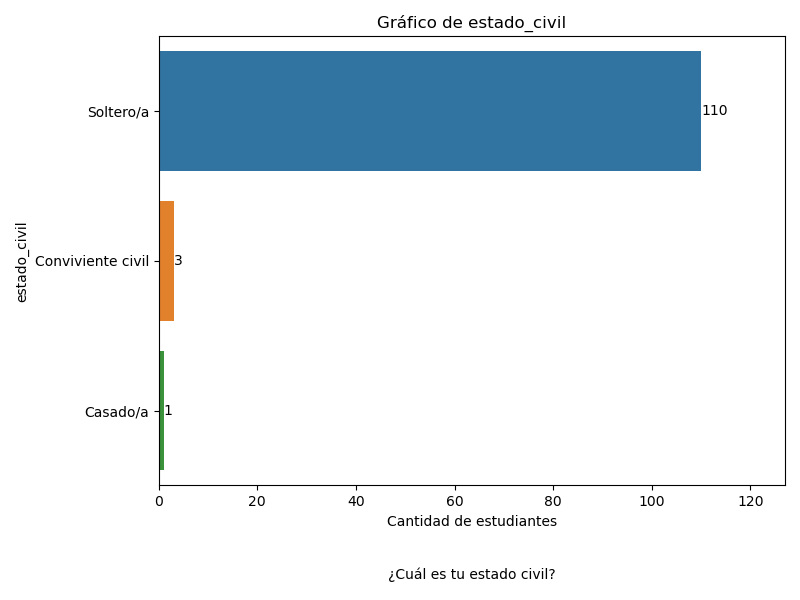 Gráfico de estado_civil
estado_civil
Soltero/a
110
Conviviente civil
3
Casado/a
1
0 20 40 60 80 100 120
Cantidad de estudiantes
¿Cuál es tu estado civil?